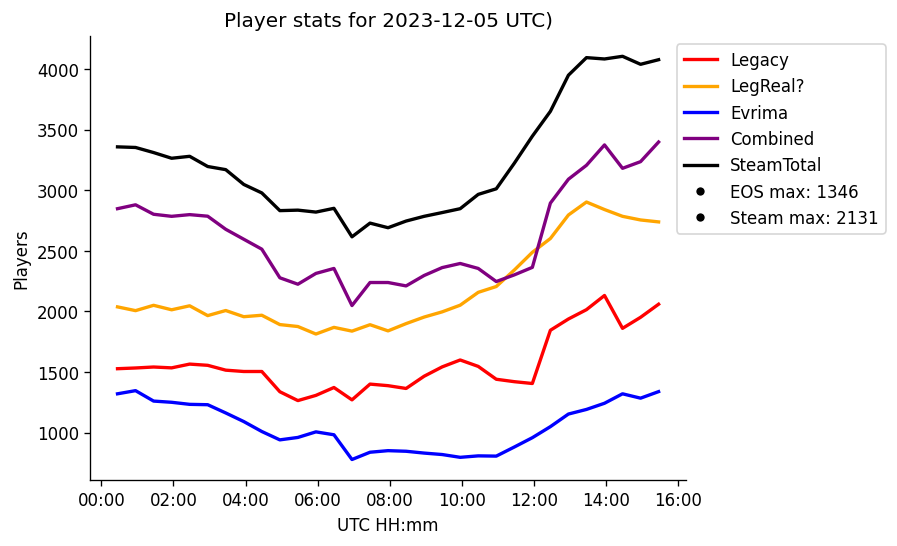 Player stats for 2023-12-05 UTC)
Players
4000
3500
3000
2500
2000
1500
1000
00:00 02:00 04:00 06:00 08:00 10:00 12:00 14:00 16:00
UTC HH:mm
Legacy
LegReal?
Evrima
Combined
SteamTotal
EOS max: 1346
Steam max: 2131